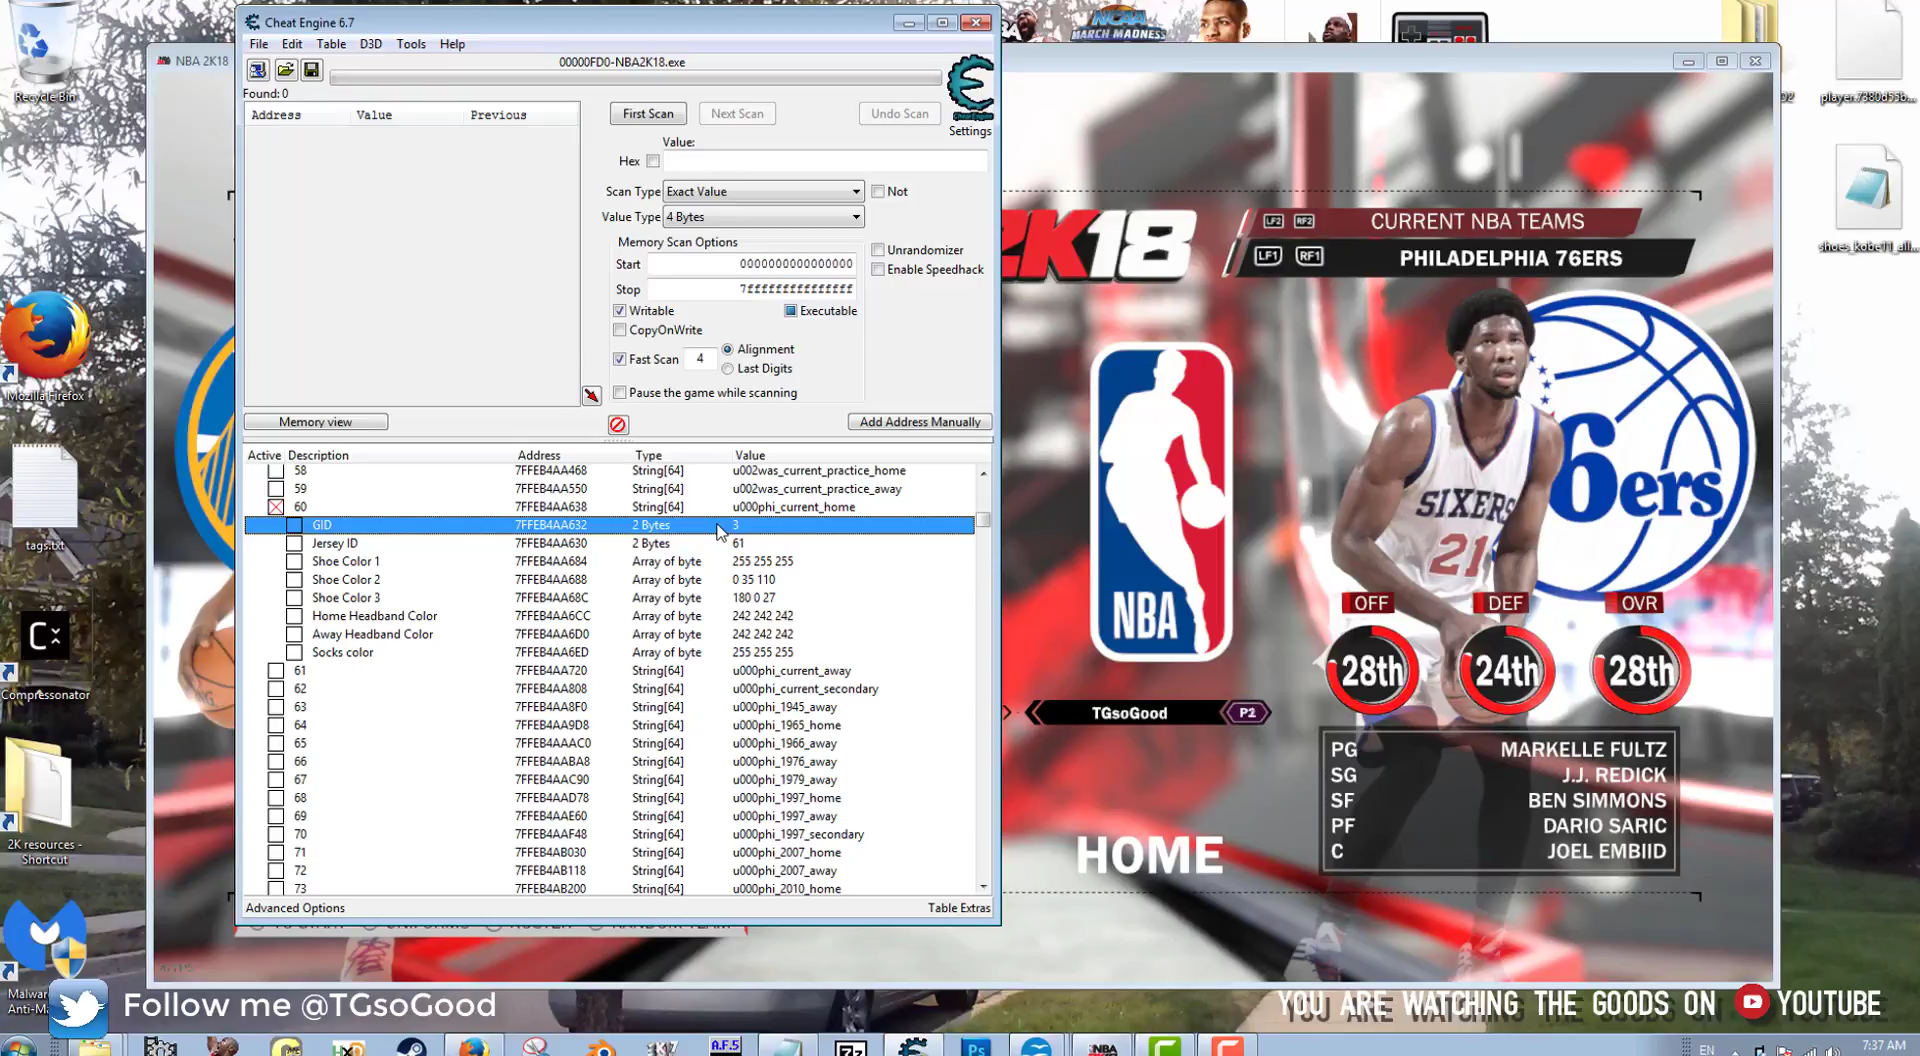 Cheat Engine 6.7
File Edit Table D3D Tools Help
00000FD0-NBA2K18.exe
Found: 0
Address Value Previous
First Scan Next Scan Undo Scan
Settings
Value:
Hex
Scan Type Exact Value Not
Value Type 4 Bytes
Memory Scan Options
Start 0000000000000000
Stop 7fffffffffffffff
Unrandomizer
Enable Speedhack
Writable Executable
CopyOnWrite
Fast Scan 4 Alignment
Last Digits
Pause the game while scanning
Memory view Add Address Manually
Active Description Address Type Value
58 7FFEB4AA468 String[64] u002was_current_practice_home
59 7FFEB4AA550 String[64] u002was_current_practice_away
60 7FFEB4AA638 String[64] u000phi_current_home
GID 7FFEB4AA632 2 Bytes 3
Jersey ID 7FFEB4AA630 2 Bytes 61
Shoe Color 1 7FFEB4AA684 Array of byte 255 255 255
Shoe Color 2 7FFEB4AA688 Array of byte 0 35 110
Shoe Color 3 7FFEB4AA68C Array of byte 180 0 27
Home Headband Color 7FFEB4AA6CC Array of byte 242 242 242
Away Headband Color 7FFEB4AA6D0 Array of byte 242 242 242
Socks color 7FFEB4AA6ED Array of byte 255 255 255
61 7FFEB4AA720 String[64] u000phi_current_away
62 7FFEB4AA808 String[64] u000phi_current_secondary
63 7FFEB4AA8F0 String[64] u000phi_1945_away
64 7FFEB4AA9D8 String[64] u000phi_1965_home
65 7FFEB4AAAC0 String[64] u000phi_1966_away
66 7FFEB4AABA8 String[64] u000phi_1976_away
67 7FFEB4AAC90 String[64] u000phi_1979_away
68 7FFEB4AAD78 String[64] u000phi_1997_home
69 7FFEB4AAE60 String[64] u000phi_1997_away
70 7FFEB4AAF48 String[64] u000phi_1997_secondary
71 7FFEB4AB030 String[64] u000phi_2007_home
72 7FFEB4AB118 String[64] u000phi_2007_away
73 7FFEB4AB200 String[64] u000phi_2010_home
Advanced Options Table Extras
NBA 2K18
NCAA
MARCH MADNESS
2K18
LF2 RF2 CURRENT NBA TEAMS
LF1 RF1 PHILADELPHIA 76ERS
NBA
SIXERS
21
76ers
OFF DEF OVR
28th 24th 28th
TGsoGood P2
HOME
PG MARKELLE FULTZ
SG J.J. REDICK
SF BEN SIMMONS
PF DARIO SARIC
C JOEL EMBIID
Recycle Bin
Mozilla Firefox
tags.txt
Compressonator
2K resources -
Shortcut
Follow me @TGsoGood
YOU ARE WATCHING THE GOODS ON YOUTUBE
EN
7:37 AM